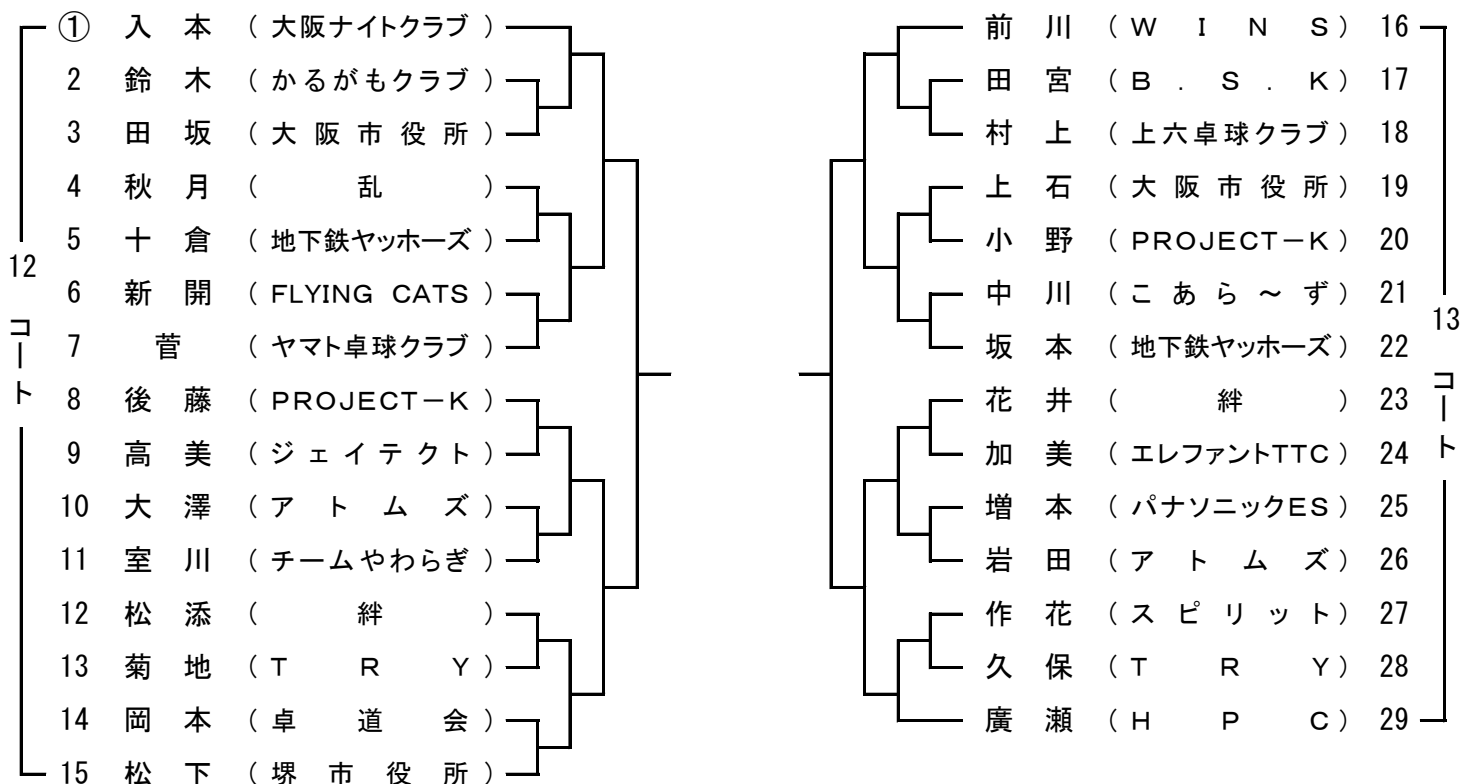 ① 入本 (大阪ナイトクラブ)
2 鈴木 (かるがもクラブ)
3 田坂 (大阪市役所)
4 秋月 (乱)
5 十倉 (地下鉄ヤッホーズ)
6 新開 (FLYING CATS)
7 菅 (ヤマト卓球クラブ)
8 後藤 (PROJECT-K)
9 高美 (ジェイテクト)
10 大澤 (アトムズ)
11 室川 (チームやわらぎ)
12 松添 (絆)
13 菊地 (TRY)
14 岡本 (卓道会)
15 松下 (堺市役所)
12コート
前川 (WINS) 16
田宮 (B.S.K) 17
村上 (上六卓球クラブ) 18
上石 (大阪市役所) 19
小野 (PROJECT-K) 20
中川 (こあら~ず) 21
坂本 (地下鉄ヤッホーズ) 22
花井 (絆) 23
加美 (エレファントTTC) 24
増本 (パナソニックES) 25
岩田 (アトムズ) 26
作花 (スピリット) 27
久保 (TRY) 28
廣瀬 (HPC) 29
13コート